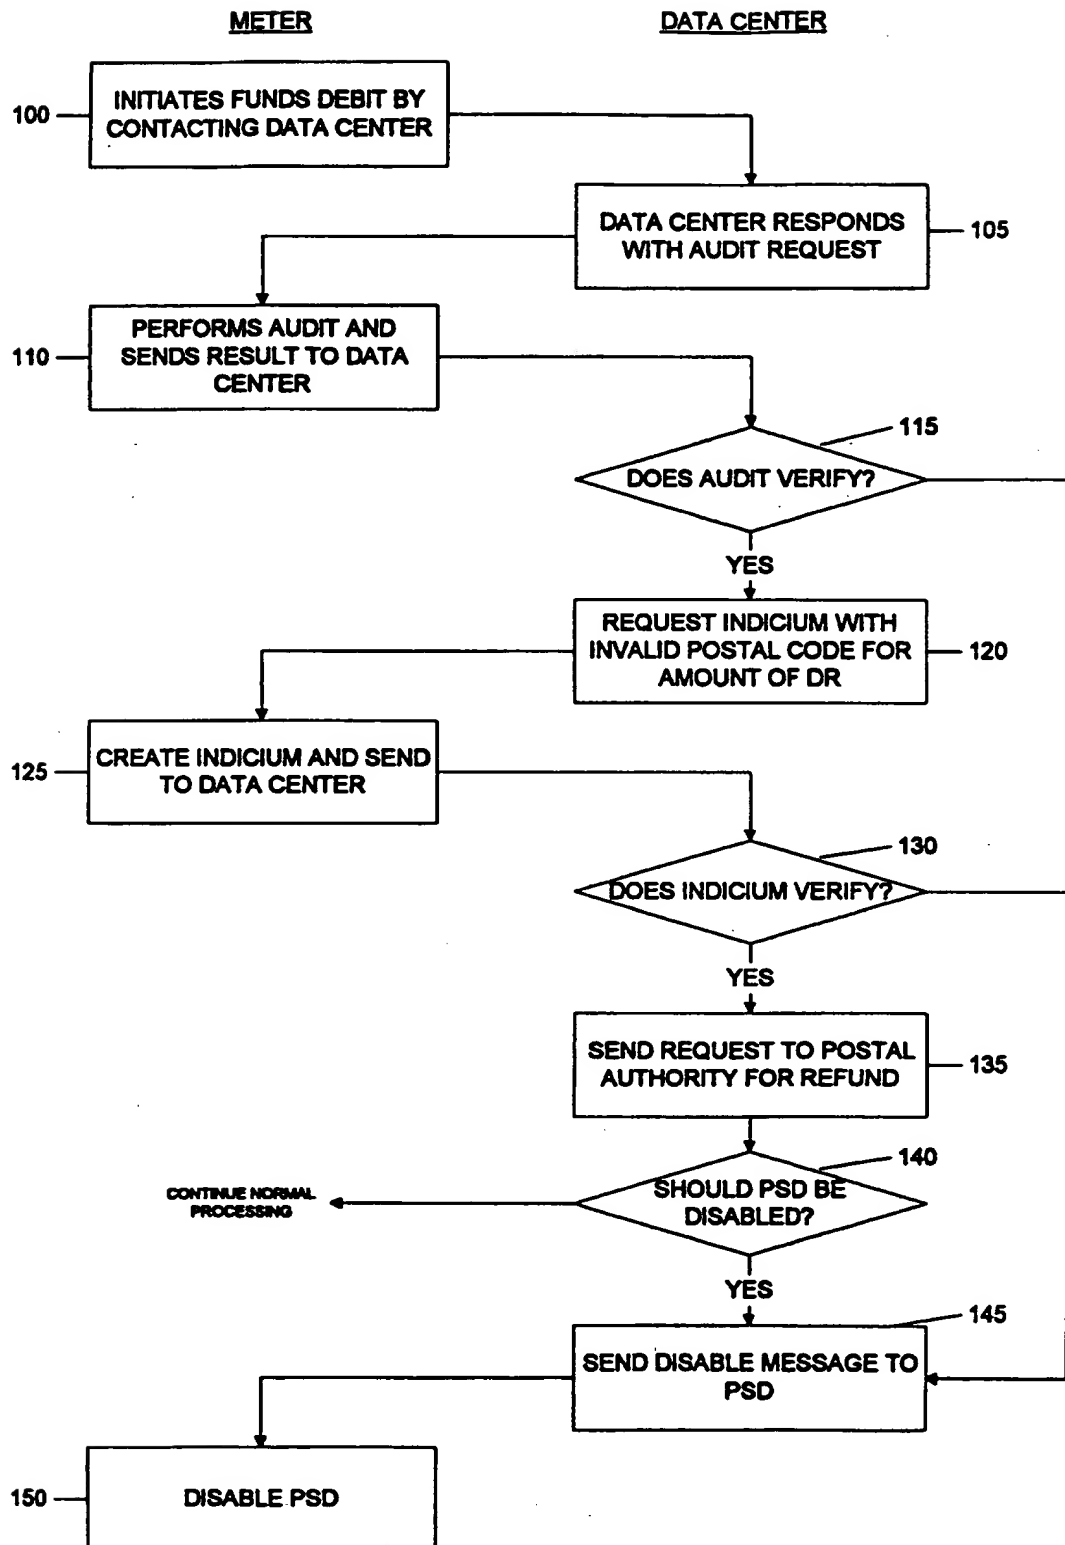 METER
DATA CENTER
100
INITIATES FUNDS DEBIT BY
CONTACTING DATA CENTER
DATA CENTER RESPONDS
WITH AUDIT REQUEST
105
110
PERFORMS AUDIT AND
SENDS RESULT TO DATA
CENTER
115
DOES AUDIT VERIFY?
YES
REQUEST INDICIUM WITH
INVALID POSTAL CODE FOR
AMOUNT OF DR
120
125
CREATE INDICIUM AND SEND
TO DATA CENTER
130
DOES INDICIUM VERIFY?
YES
SEND REQUEST TO POSTAL
AUTHORITY FOR REFUND
135
140
SHOULD PSD BE
DISABLED?
CONTINUE NORMAL
PROCESSING
YES
145
SEND DISABLE MESSAGE TO
PSD
150
DISABLE PSD